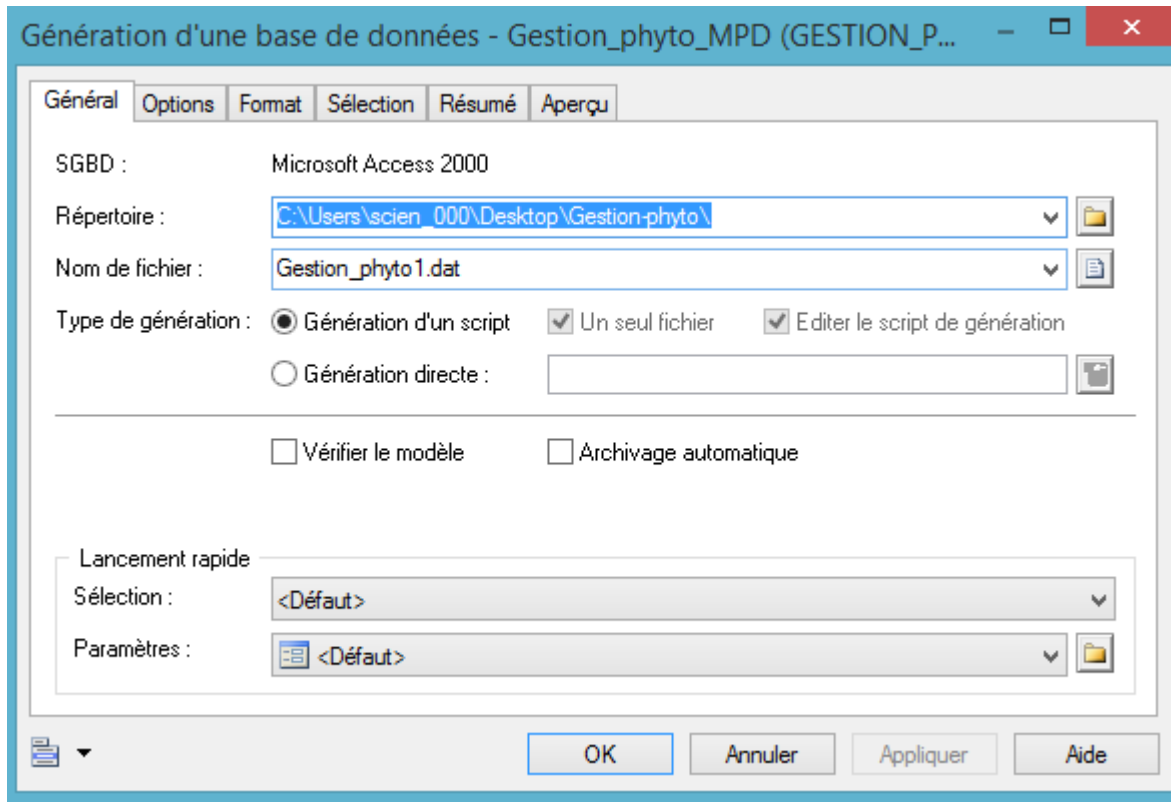 Génération d'une base de données - Gestion_phyto_MPD (GESTION_P...
Général Options Format Sélection Résumé Aperçu
SGBD : Microsoft Access 2000
Répertoire : C:\Users\scien_000\Desktop\Gestion-phyto\
Nom de fichier : Gestion_phyto1.dat
Type de génération : Génération d'un script Un seul fichier Editer le script de génération
Génération directe :
Vérifier le modèle Archivage automatique
Lancement rapide
Sélection : <Défaut>
Paramètres : <Défaut>
OK Annuler Appliquer Aide